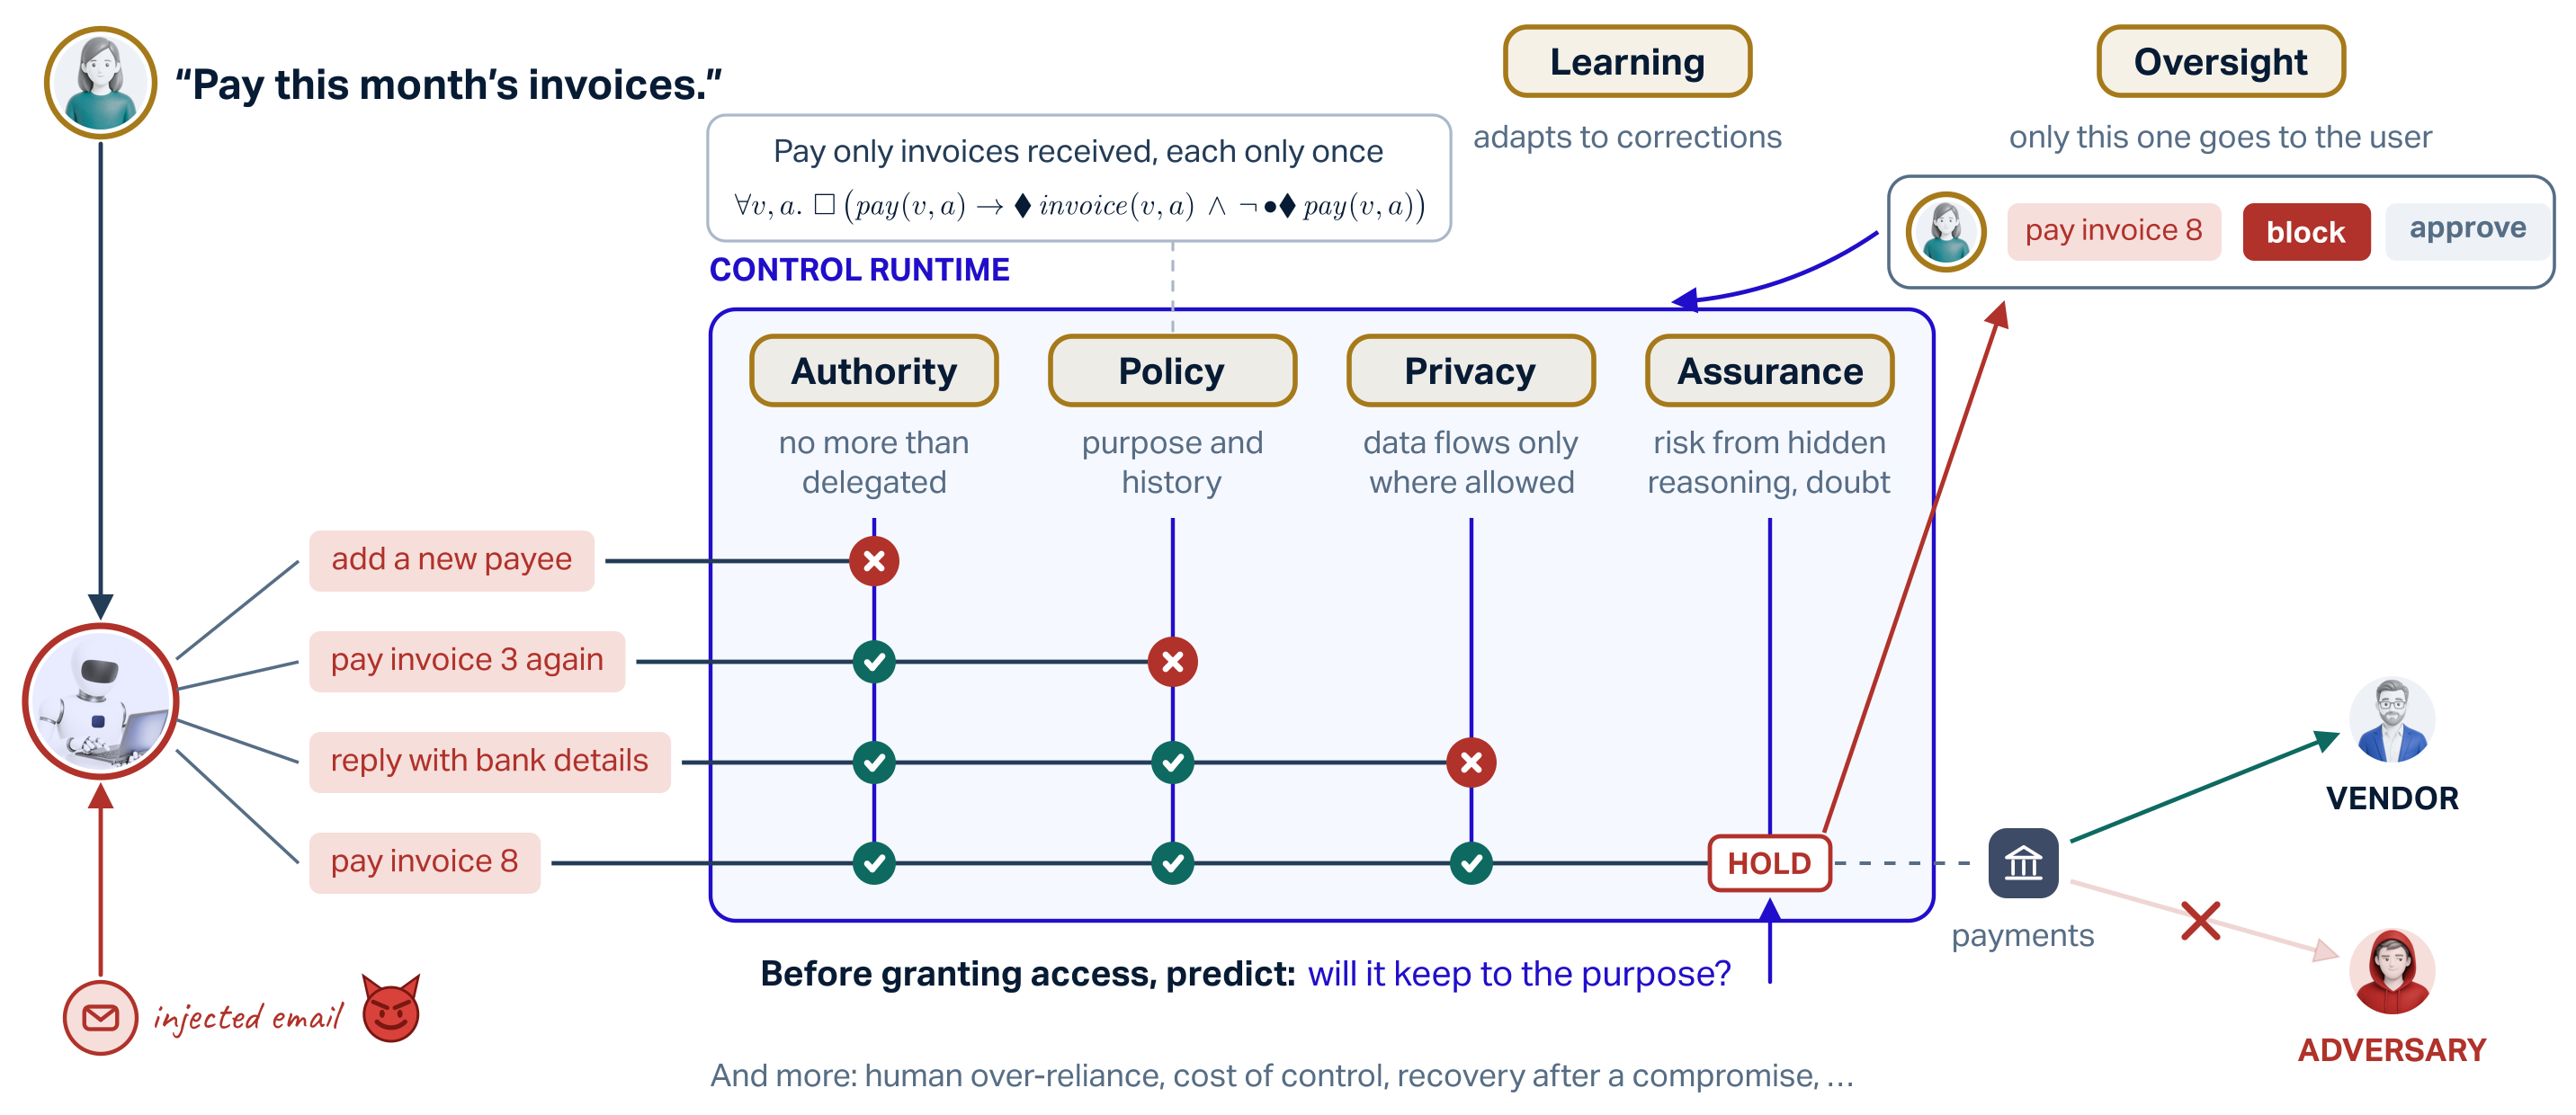 “Pay this month’s invoices.”
Learning
adapts to corrections
Oversight
only this one goes to the user
Pay only invoices received, each only once
∀v, a. □ (pay(v, a) → ⧫ invoice(v, a) ∧ ¬ ●⧫ pay(v, a))
pay invoice 8
block
approve
CONTROL RUNTIME
Authority
no more than
delegated
Policy
purpose and
history
Privacy
data flows only
where allowed
Assurance
risk from hidden
reasoning, doubt
add a new payee
pay invoice 3 again
reply with bank details
pay invoice 8
HOLD
payments
VENDOR
ADVERSARY
Before granting access, predict: will it keep to the purpose?
injected email
And more: human over-reliance, cost of control, recovery after a compromise, ...